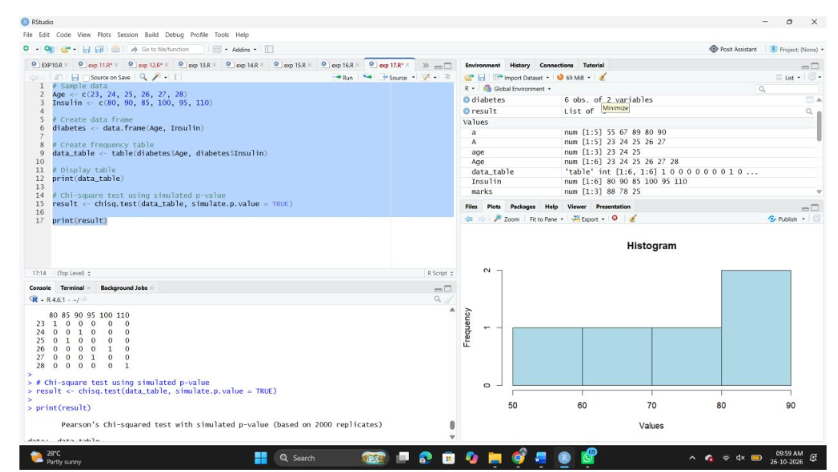 RStudio
File Edit Code View Plots Session Build Debug Profile Tools Help
Go to file/function Addins Posit Assistant Project: (None)
EXP10.R exp 11.R* exp 12.R* exp 13.R exp 14.R exp 15.R exp 16.R exp 17.R*
Source on Save Run Source
1 # Sample data
2 Age <- c(23, 24, 25, 26, 27, 28)
3 Insulin <- c(80, 90, 85, 100, 95, 110)
4
5 # Create data frame
6 diabetes <- data.frame(Age, Insulin)
7
8 # Create frequency table
9 data_table <- table(diabetes$Age, diabetes$Insulin)
10
11 # Display table
12 print(data_table)
13
14 # Chi-square test using simulated p-value
15 result <- chisq.test(data_table, simulate.p.value = TRUE)
16
17 print(result)
17:14 (Top Level) R Script
Console Terminal Background Jobs
R - R 4.6.1 - ~/
80 85 90 95 100 110
23 1 0 0 0 0 0
24 0 0 1 0 0 0
25 0 1 0 0 0 0
26 0 0 0 0 1 0
27 0 0 0 1 0 0
28 0 0 0 0 0 1
>
> # Chi-square test using simulated p-value
> result <- chisq.test(data_table, simulate.p.value = TRUE)
>
> print(result)
Pearson's Chi-squared test with simulated p-value (based on 2000 replicates)
data: data_table
Environment History Connections Tutorial
Import Dataset 69 MiB List
R Global Environment
diabetes 6 obs. of 2 variables
result List of
Minimize
Values
a num [1:5] 55 67 89 80 90
A num [1:5] 23 24 25 26 27
age num [1:3] 23 24 25
Age num [1:6] 23 24 25 26 27 28
data_table 'table' int [1:6, 1:6] 1 0 0 0 0 0 0 1 0 ...
Insulin num [1:6] 80 90 85 100 95 110
marks num [1:3] 88 78 25
Files Plots Packages Help Viewer Presentation
Zoom Fit to Pane Export Publish
Histogram
Frequency
2
1
0
50 60 70 80 90
Values
28°C
Partly sunny
Search
09:59 AM
26-10-2026